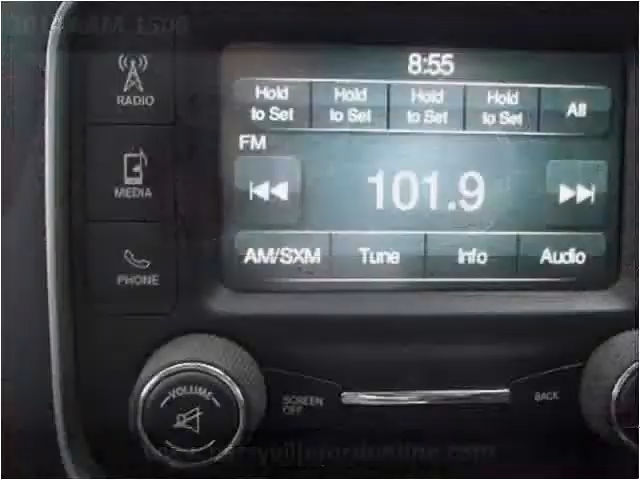 8:55
Hold to Set Hold to Set Hold to Set Hold to Set All
RADIO
FM
MEDIA
101.9
AM/SXM Tune Info Audio
PHONE
VOLUME
SCREEN OFF
BACK